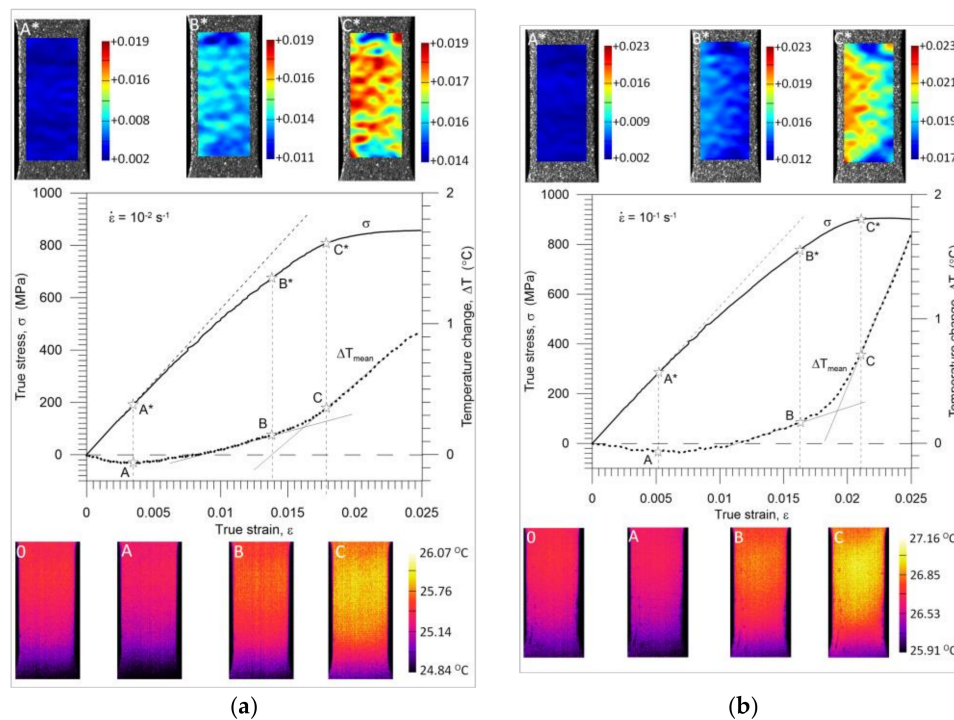 A*
+0.019
+0.016
+0.008
+0.002
B*
+0.019
+0.016
+0.014
+0.011
C*
+0.019
+0.017
+0.016
+0.014
1000
800
600
400
200
0
True stress, σ (MPa)
ε̇ = 10⁻² s⁻¹
σ
A*
B*
C*
ΔTmean
A
B
C
2
1
0
Temperature change, ΔT (°C)
0
0.005
0.01
0.015
0.02
0.025
True strain, ε
0
A
B
C
26.07 °C
25.76
25.14
24.84 °C
(a)
A*
+0.023
+0.016
+0.009
+0.002
B*
+0.023
+0.019
+0.016
+0.012
C*
+0.023
+0.021
+0.019
+0.017
1000
800
600
400
200
0
True stress, σ (MPa)
ε̇ = 10⁻¹ s⁻¹
σ
A*
B*
C*
ΔTmean
A
B
C
2
1
0
Temperature change, ΔT (°C)
0
0.005
0.01
0.015
0.02
0.025
True strain, ε
0
A
B
C
27.16 °C
26.85
26.53
25.91 °C
(b)